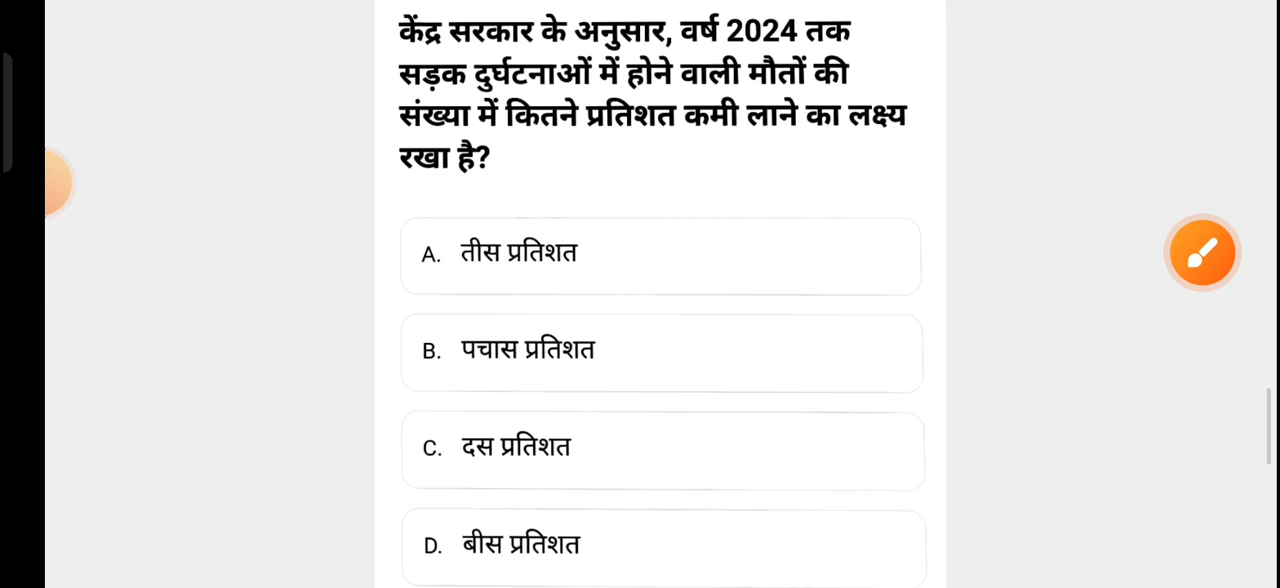 केंद्र सरकार के अनुसार, वर्ष 2024 तक
सड़क दुर्घटनाओं में होने वाली मौतों की
संख्या में कितने प्रतिशत कमी लाने का लक्ष्य
रखा है?
A. तीस प्रतिशत
B. पचास प्रतिशत
C. दस प्रतिशत
D. बीस प्रतिशत